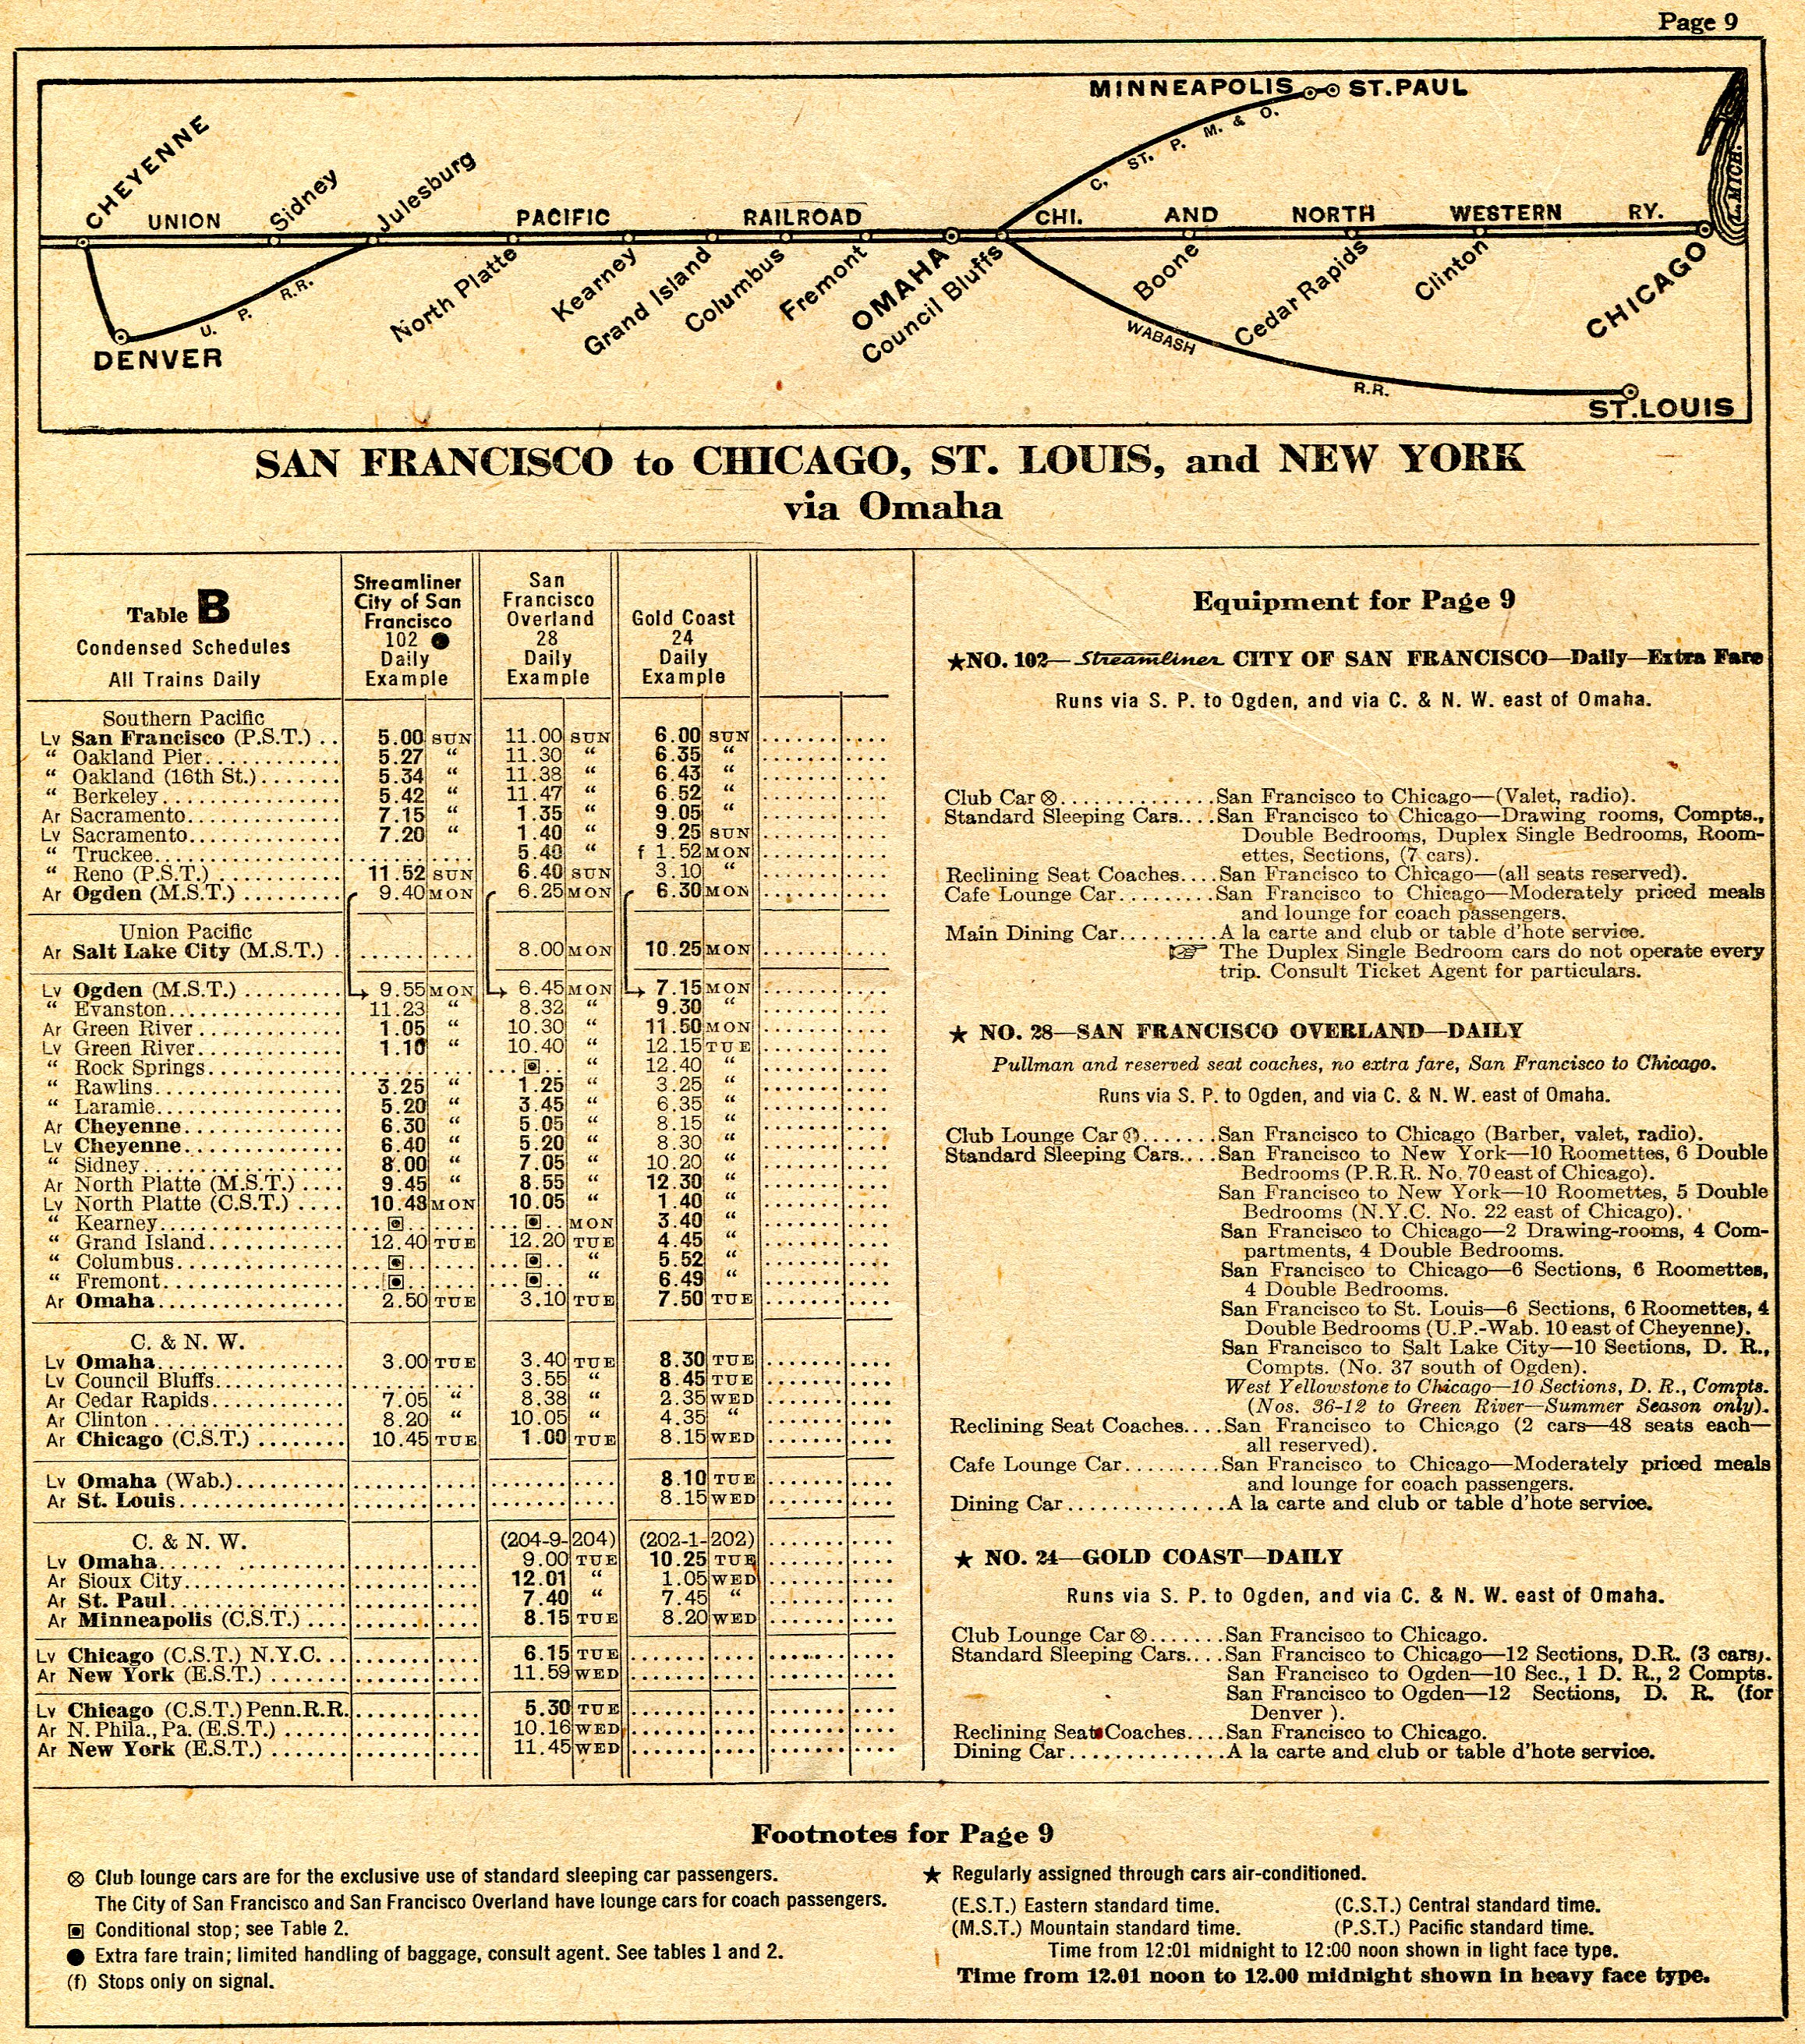 Page 9
MINNEAPOLIS ST. PAUL
C. ST. P. M. & O.
L. MICH.
CHEYENNE
Sidney
Julesburg
UNION PACIFIC RAILROAD CHI. AND NORTH WESTERN RY.
North Platte
Kearney
Grand Island
Columbus
Fremont
OMAHA
Council Bluffs
Boone
Cedar Rapids
Clinton
CHICAGO
U. P. R.R.
DENVER
WABASH R.R.
ST. LOUIS
SAN FRANCISCO to CHICAGO, ST. LOUIS, and NEW YORK
via Omaha
Table B
Condensed Schedules
All Trains Daily
Streamliner
City of San
Francisco
102 ●
Daily
Example
San
Francisco
Overland
28
Daily
Example
Gold Coast
24
Daily
Example
Southern Pacific
Lv San Francisco (P.S.T.) .. 5.00 SUN 11.00 SUN 6.00 SUN
“ Oakland Pier 5.27 “ 11.30 “ 6.35 “
“ Oakland (16th St.) 5.34 “ 11.38 “ 6.43 “
“ Berkeley 5.42 “ 11.47 “ 6.52 “
Ar Sacramento 7.15 “ 1.35 “ 9.05 “
Lv Sacramento 7.20 “ 1.40 “ 9.25 SUN
“ Truckee 5.40 “ f 1.52 MON
“ Reno (P.S.T.) 11.52 SUN 6.40 SUN 3.10 “
Ar Ogden (M.S.T.) 9.40 MON 6.25 MON 6.30 MON
Union Pacific
Ar Salt Lake City (M.S.T.) 8.00 MON 10.25 MON
Lv Ogden (M.S.T.) 9.55 MON 6.45 MON 7.15 MON
“ Evanston 11.23 “ 8.32 “ 9.30 “
Ar Green River 1.05 “ 10.30 “ 11.50 MON
Lv Green River 1.10 “ 10.40 “ 12.15 TUE
“ Rock Springs ▣ “ 12.40 “
“ Rawlins 3.25 “ 1.25 “ 3.25 “
“ Laramie 5.20 “ 3.45 “ 6.35 “
Ar Cheyenne 6.30 “ 5.05 “ 8.15 “
Lv Cheyenne 6.40 “ 5.20 “ 8.30 “
“ Sidney 8.00 “ 7.05 “ 10.20 “
Ar North Platte (M.S.T.) 9.45 “ 8.55 “ 12.30 “
Lv North Platte (C.S.T.) 10.48 MON 10.05 “ 1.40 “
“ Kearney ▣ ▣ MON 3.40 “
“ Grand Island 12.40 TUE 12.20 TUE 4.45 “
“ Columbus ▣ ▣ “ 5.52 “
“ Fremont ▣ ▣ “ 6.49 “
Ar Omaha 2.50 TUE 3.10 TUE 7.50 TUE
C. & N. W.
Lv Omaha 3.00 TUE 3.40 TUE 8.30 TUE
Lv Council Bluffs 3.55 “ 8.45 TUE
Ar Cedar Rapids 7.05 “ 8.38 “ 2.35 WED
Ar Clinton 8.20 “ 10.05 “ 4.35 “
Ar Chicago (C.S.T.) 10.45 TUE 1.00 TUE 8.15 WED
Lv Omaha (Wab.) 8.10 TUE
Ar St. Louis 8.15 WED
C. & N. W. (204-9-204) (202-1-202)
Lv Omaha 9.00 TUE 10.25 TUE
Ar Sioux City 12.01 “ 1.05 WED
Ar St. Paul 7.40 “ 7.45 “
Ar Minneapolis (C.S.T.) 8.15 TUE 8.20 WED
Lv Chicago (C.S.T.) N.Y.C. 6.15 TUE
Ar New York (E.S.T.) 11.59 WED
Lv Chicago (C.S.T.) Penn.R.R. 5.30 TUE
Ar N. Phila., Pa. (E.S.T.) 10.16 WED
Ar New York (E.S.T.) 11.45 WED
Equipment for Page 9
★NO. 102—Streamliner CITY OF SAN FRANCISCO—Daily—Extra Fare
Runs via S. P. to Ogden, and via C. & N. W. east of Omaha.
Club Car ⊗ San Francisco to Chicago—(Valet, radio).
Standard Sleeping Cars.... San Francisco to Chicago—Drawing rooms, Compts.,
Double Bedrooms, Duplex Single Bedrooms, Room-
ettes, Sections, (7 cars).
Reclining Seat Coaches.... San Francisco to Chicago—(all seats reserved).
Cafe Lounge Car San Francisco to Chicago—Moderately priced meals
and lounge for coach passengers.
Main Dining Car A la carte and club or table d'hote service.
☞ The Duplex Single Bedroom cars do not operate every
trip. Consult Ticket Agent for particulars.
★ NO. 28—SAN FRANCISCO OVERLAND—DAILY
Pullman and reserved seat coaches, no extra fare, San Francisco to Chicago.
Runs via S. P. to Ogden, and via C. & N. W. east of Omaha.
Club Lounge Car San Francisco to Chicago (Barber, valet, radio).
Standard Sleeping Cars.... San Francisco to New York—10 Roomettes, 6 Double
Bedrooms (P.R.R. No. 70 east of Chicago).
San Francisco to New York—10 Roomettes, 5 Double
Bedrooms (N.Y.C. No. 22 east of Chicago).
San Francisco to Chicago—2 Drawing-rooms, 4 Com-
partments, 4 Double Bedrooms.
San Francisco to Chicago—6 Sections, 6 Roomettes,
4 Double Bedrooms.
San Francisco to St. Louis—6 Sections, 6 Roomettes, 4
Double Bedrooms (U.P.-Wab. 10 east of Cheyenne).
San Francisco to Salt Lake City—10 Sections, D. R.,
Compts. (No. 37 south of Ogden).
West Yellowstone to Chicago—10 Sections, D. R., Compts.
(Nos. 36-12 to Green River—Summer Season only).
Reclining Seat Coaches.... San Francisco to Chicago (2 cars—48 seats each—
all reserved).
Cafe Lounge Car San Francisco to Chicago—Moderately priced meals
and lounge for coach passengers.
Dining Car A la carte and club or table d'hote service.
★ NO. 24—GOLD COAST—DAILY
Runs via S. P. to Ogden, and via C. & N. W. east of Omaha.
Club Lounge Car ⊗ San Francisco to Chicago.
Standard Sleeping Cars.... San Francisco to Chicago—12 Sections, D.R. (3 cars).
San Francisco to Ogden—10 Sec., 1 D. R., 2 Compts.
San Francisco to Ogden—12 Sections, D. R. (for
Denver ).
Reclining Seat Coaches.... San Francisco to Chicago.
Dining Car A la carte and club or table d'hote service.
Footnotes for Page 9
⊗ Club lounge cars are for the exclusive use of standard sleeping car passengers.
The City of San Francisco and San Francisco Overland have lounge cars for coach passengers.
▣ Conditional stop; see Table 2.
● Extra fare train; limited handling of baggage, consult agent. See tables 1 and 2.
(f) Stops only on signal.
★ Regularly assigned through cars air-conditioned.
(E.S.T.) Eastern standard time. (C.S.T.) Central standard time.
(M.S.T.) Mountain standard time. (P.S.T.) Pacific standard time.
Time from 12:01 midnight to 12:00 noon shown in light face type.
Time from 12.01 noon to 12.00 midnight shown in heavy face type.